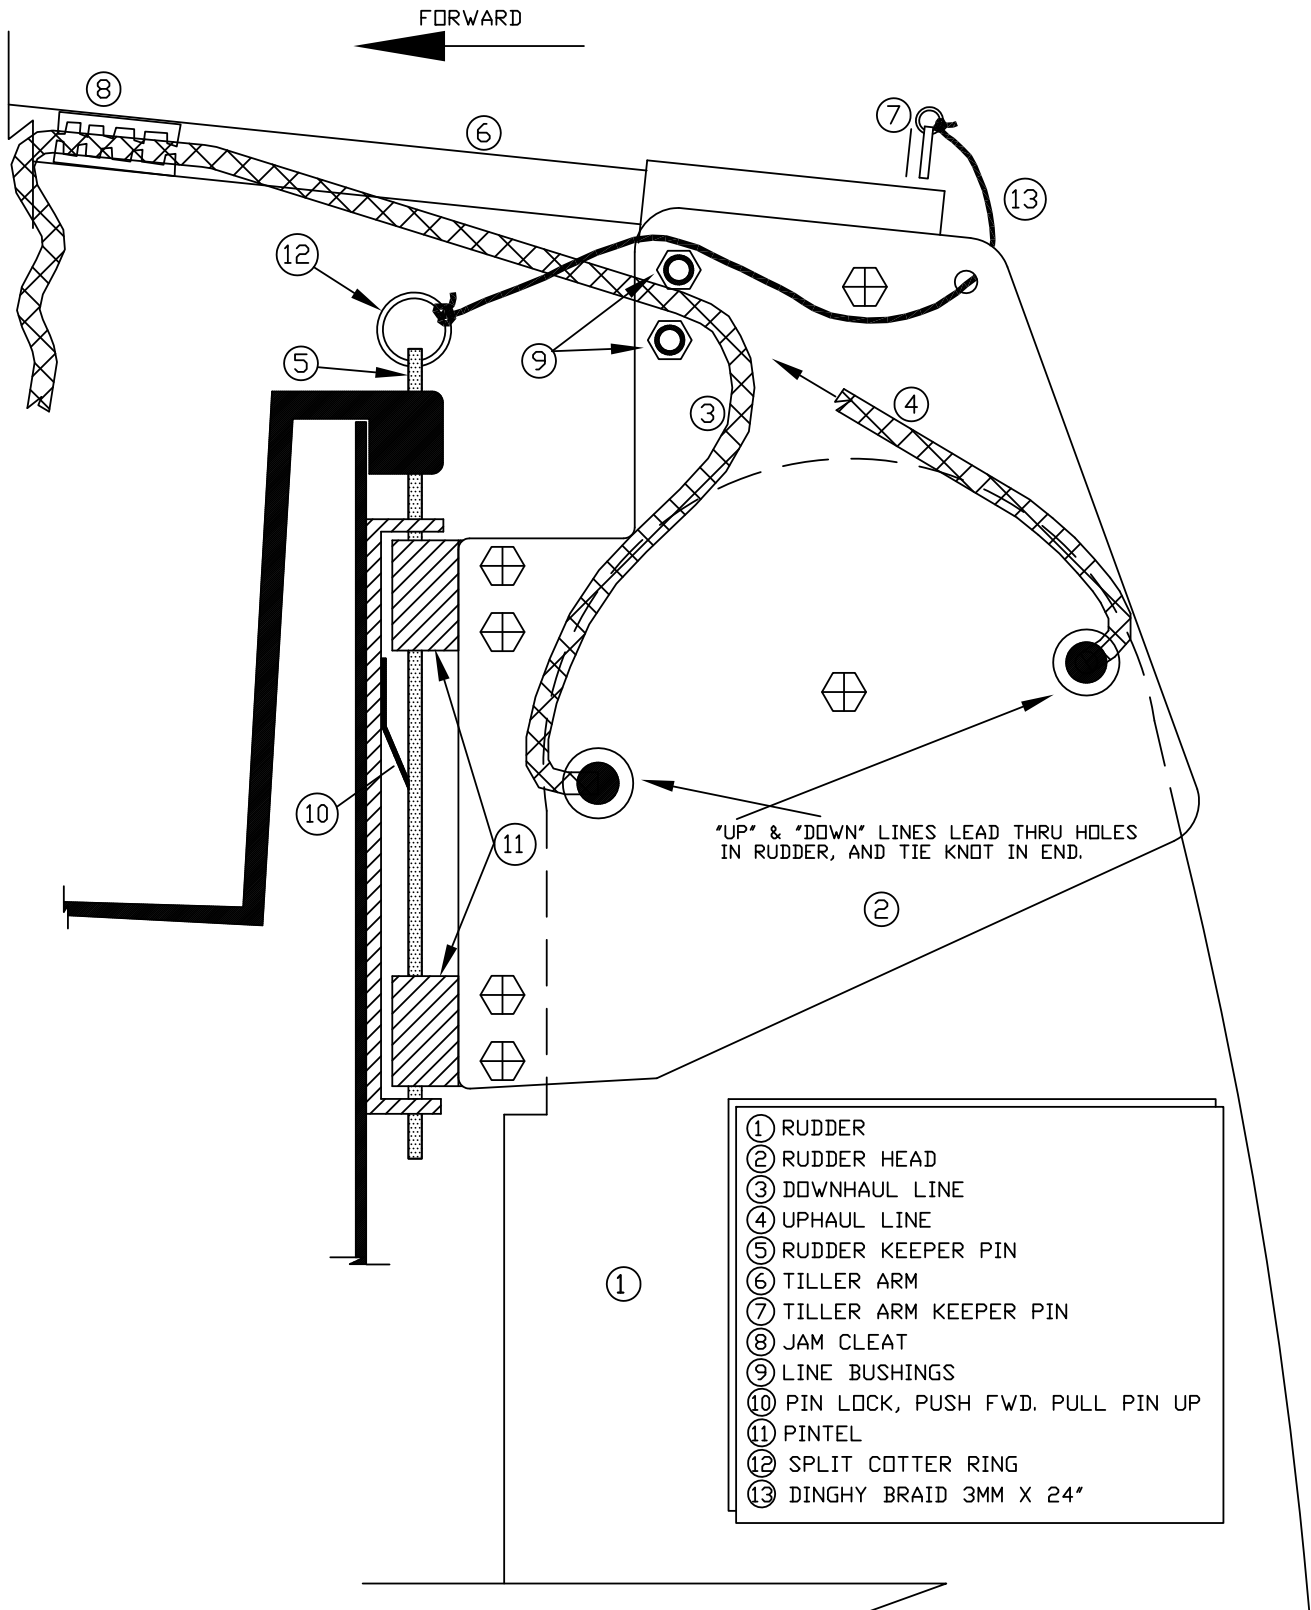 FORWARD
8
6
7
13
12
9
5
3
4
10
11
"UP" & "DOWN" LINES LEAD THRU HOLES
IN RUDDER, AND TIE KNOT IN END.
2
1
1 RUDDER
2 RUDDER HEAD
3 DOWNHAUL LINE
4 UPHAUL LINE
5 RUDDER KEEPER PIN
6 TILLER ARM
7 TILLER ARM KEEPER PIN
8 JAM CLEAT
9 LINE BUSHINGS
10 PIN LOCK, PUSH FWD. PULL PIN UP
11 PINTEL
12 SPLIT COTTER RING
13 DINGHY BRAID 3MM X 24"